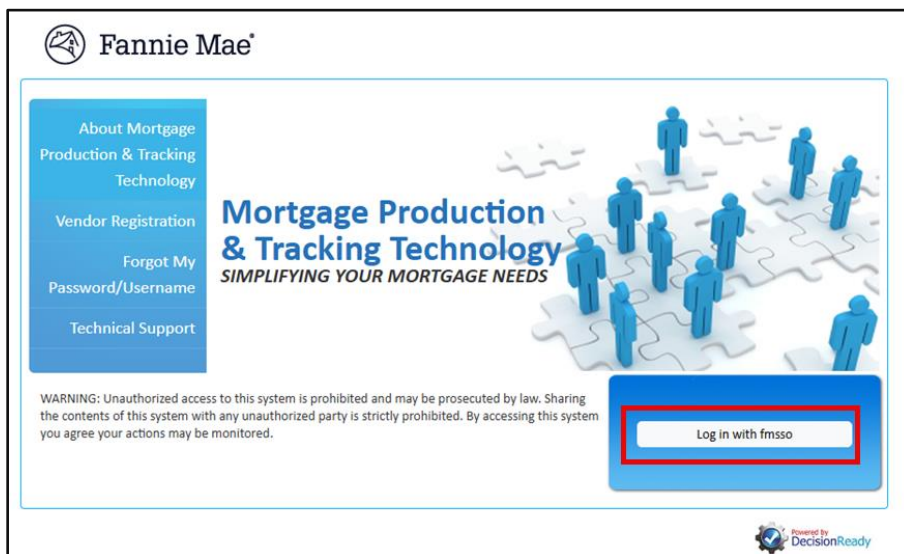 Fannie Mae®
About Mortgage
Production & Tracking
Technology
Vendor Registration
Forgot My
Password/Username
Technical Support
Mortgage Production
& Tracking Technology
SIMPLIFYING YOUR MORTGAGE NEEDS
WARNING: Unauthorized access to this system is prohibited and may be prosecuted by law. Sharing
the contents of this system with any unauthorized party is strictly prohibited. By accessing this system
you agree your actions may be monitored.
Log in with fmsso
Powered by
DecisionReady